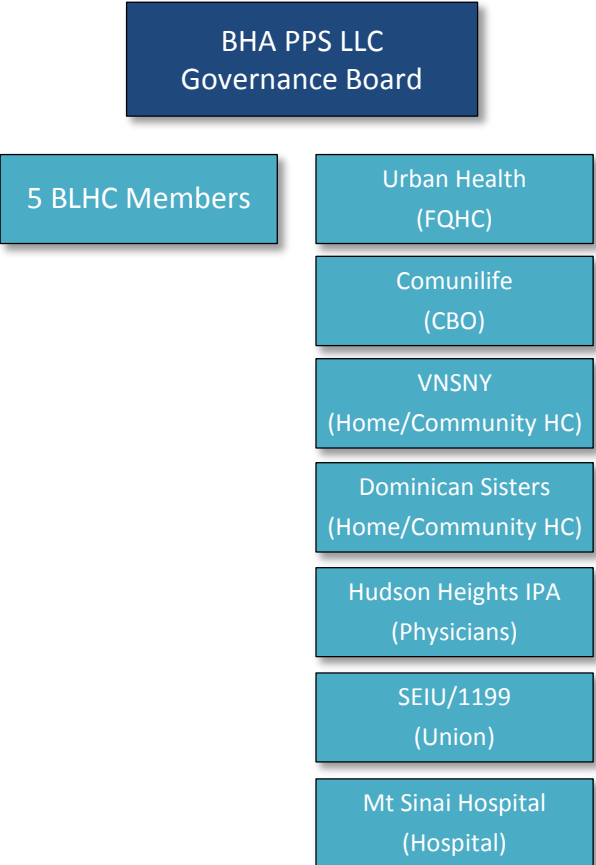 BHA PPS LLC
Governance Board
5 BLHC Members
Urban Health
(FQHC)
Comunilife
(CBO)
VNSNY
(Home/Community HC)
Dominican Sisters
(Home/Community HC)
Hudson Heights IPA
(Physicians)
SEIU/1199
(Union)
Mt Sinai Hospital
(Hospital)